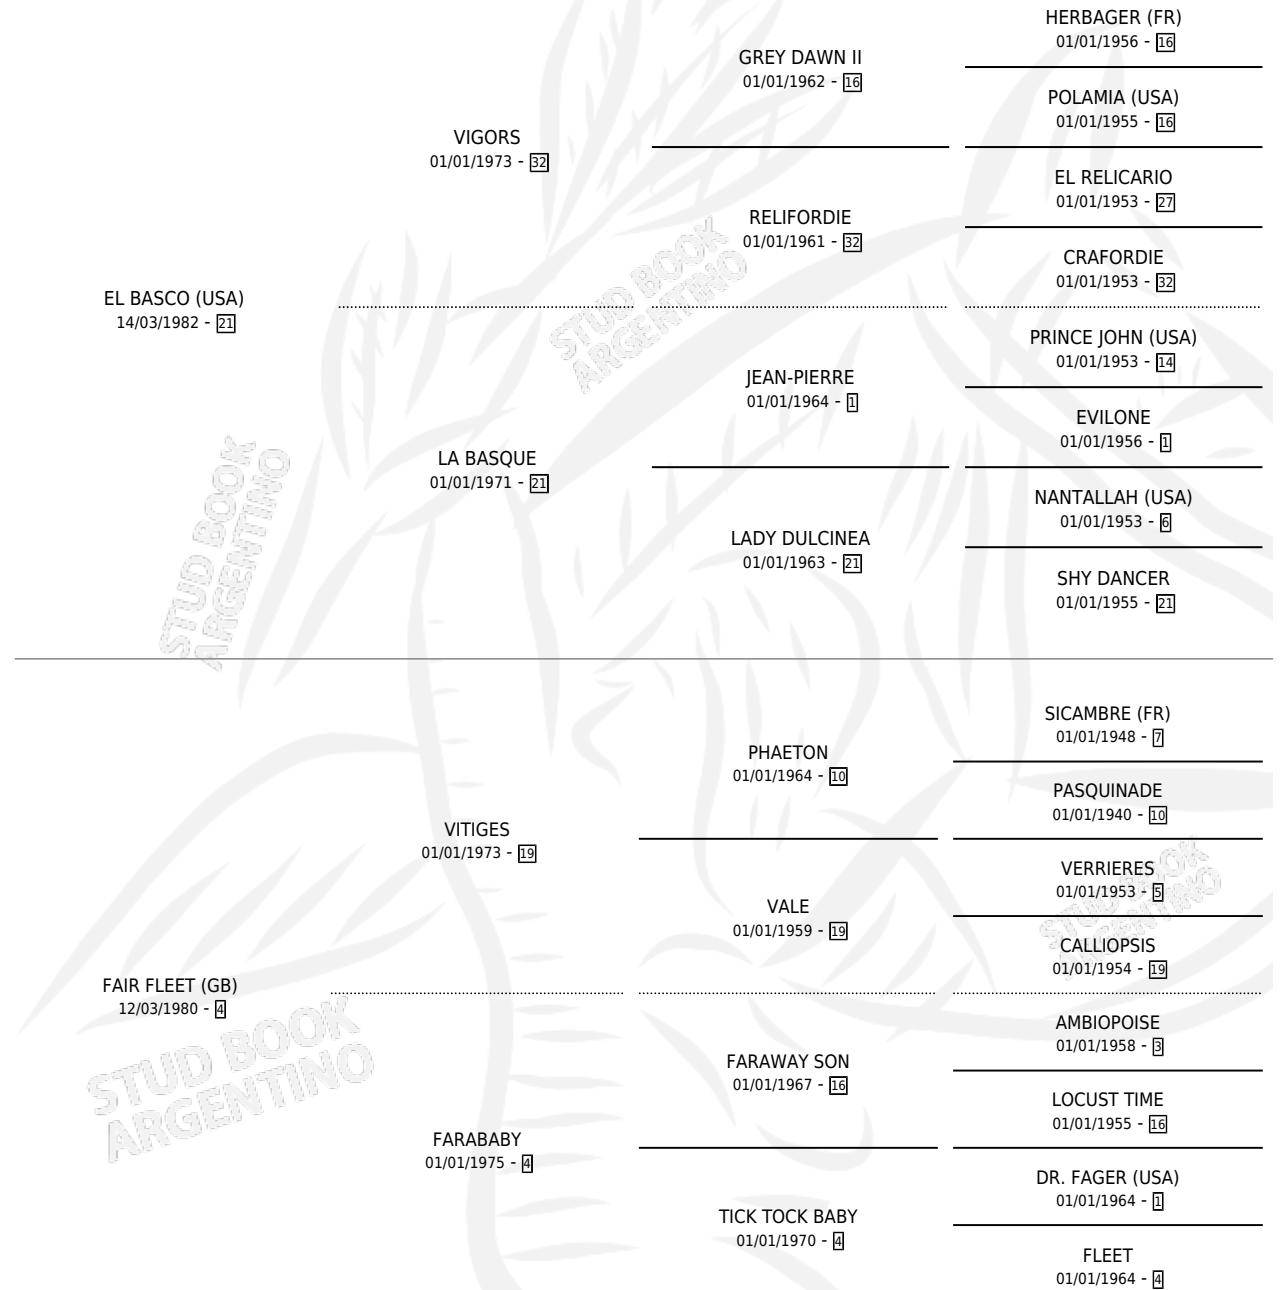 HERBAGER (FR)
01/01/1956 - 16
GREY DAWN II
01/01/1962 - 16
POLAMIA (USA)
01/01/1955 - 16
VIGORS
01/01/1973 - 32
EL RELICARIO
01/01/1953 - 27
RELIFORDIE
01/01/1961 - 32
CRAFORDIE
01/01/1953 - 32
EL BASCO (USA)
14/03/1982 - 21
PRINCE JOHN (USA)
01/01/1953 - 14
JEAN-PIERRE
01/01/1964 - 1
EVILONE
01/01/1956 - 1
LA BASQUE
01/01/1971 - 21
NANTALLAH (USA)
01/01/1953 - 6
LADY DULCINEA
01/01/1963 - 21
SHY DANCER
01/01/1955 - 21
SICAMBRE (FR)
01/01/1948 - 7
PHAETON
01/01/1964 - 10
PASQUINADE
01/01/1940 - 10
VITIGES
01/01/1973 - 19
VERRIERES
01/01/1953 - 5
VALE
01/01/1959 - 19
CALLIOPSIS
01/01/1954 - 19
FAIR FLEET (GB)
12/03/1980 - 4
AMBIOPOISE
01/01/1958 - 3
FARAWAY SON
01/01/1967 - 16
LOCUST TIME
01/01/1955 - 16
FARABABY
01/01/1975 - 4
DR. FAGER (USA)
01/01/1964 - 1
TICK TOCK BABY
01/01/1970 - 4
FLEET
01/01/1964 - 4
STUD BOOK
ARGENTINO
STUD BOOK
ARGENTINO
STUD BOOK
ARGENTINO
STUD BOOK
ARGENTINO